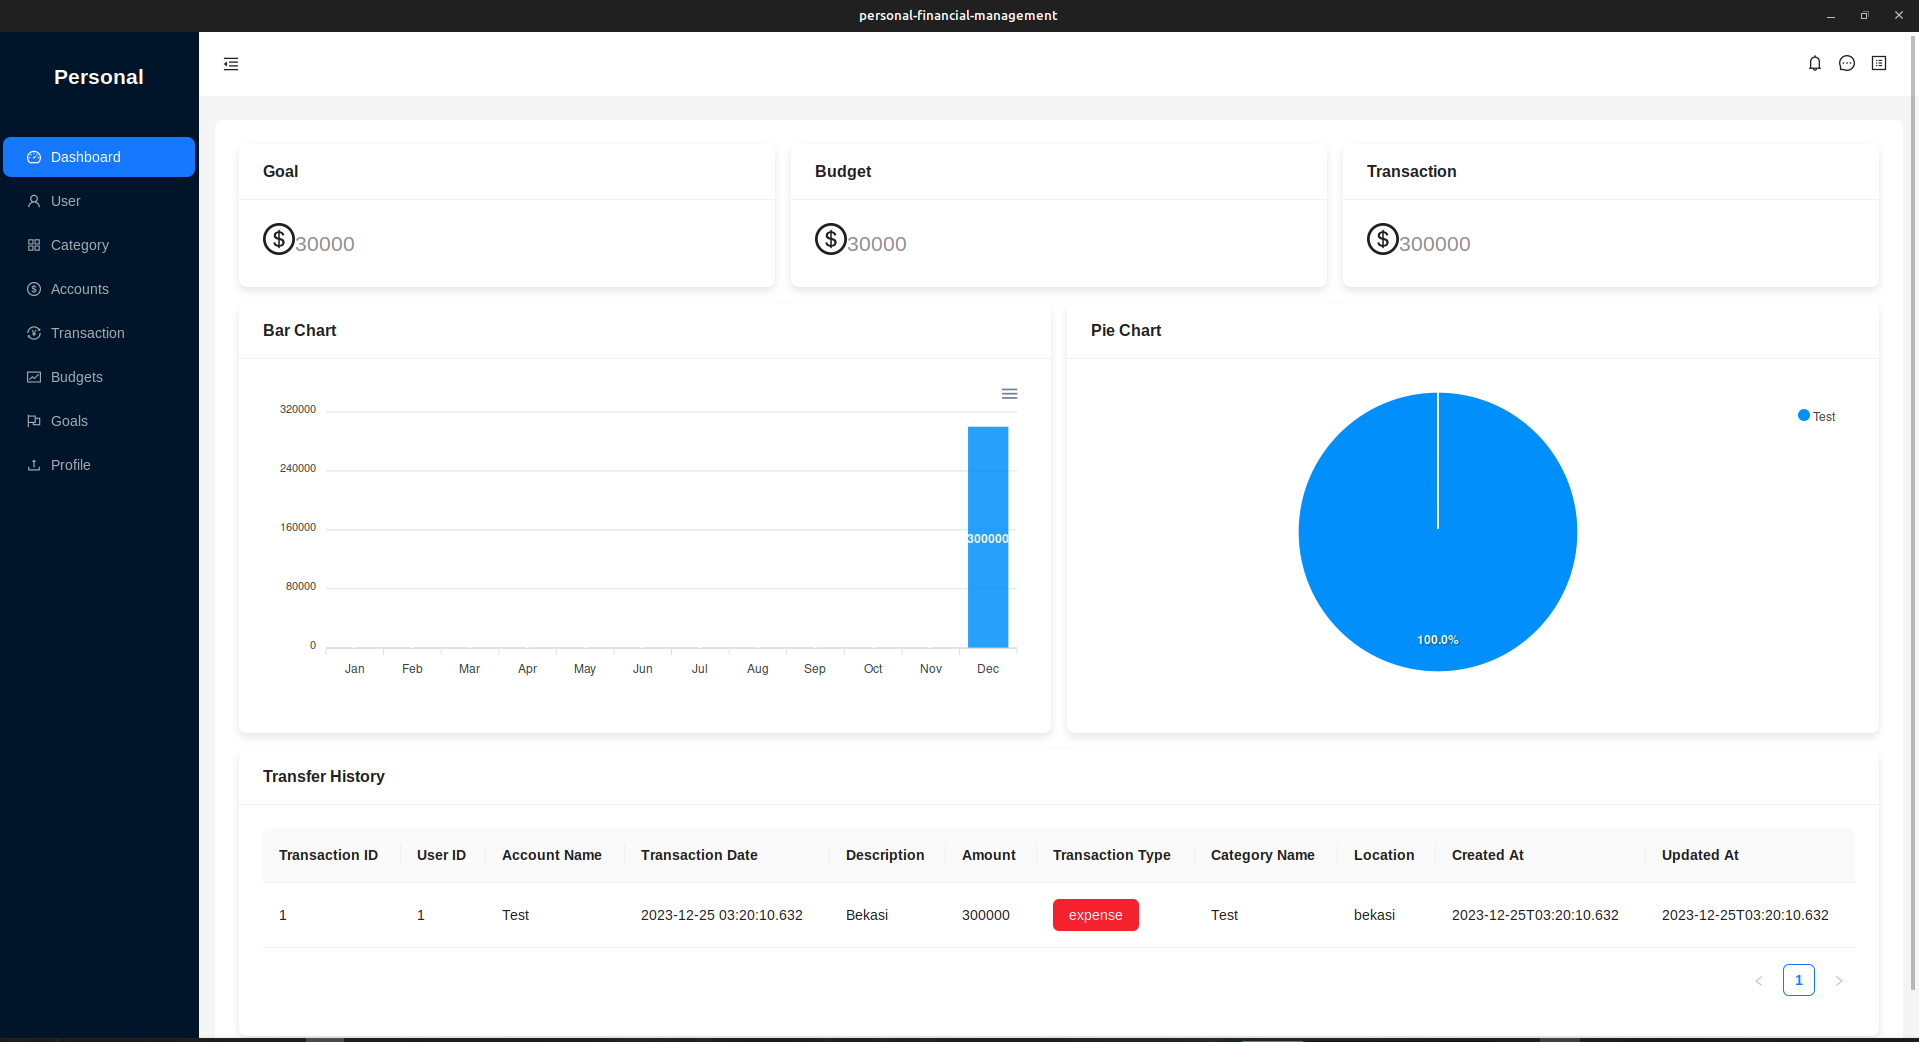 personal-financial-management
Personal
Dashboard
User
Category
Accounts
Transaction
Budgets
Goals
Profile
Goal
$30000
Budget
$30000
Transaction
$300000
Bar Chart
320000
240000
160000
80000
0
300000
Jan Feb Mar Apr May Jun Jul Aug Sep Oct Nov Dec
Pie Chart
Test
100.0%
Transfer History
Transaction ID User ID Account Name Transaction Date Description Amount Transaction Type Category Name Location Created At Updated At
1 1 Test 2023-12-25 03:20:10.632 Bekasi 300000 expense Test bekasi 2023-12-25T03:20:10.632 2023-12-25T03:20:10.632
1